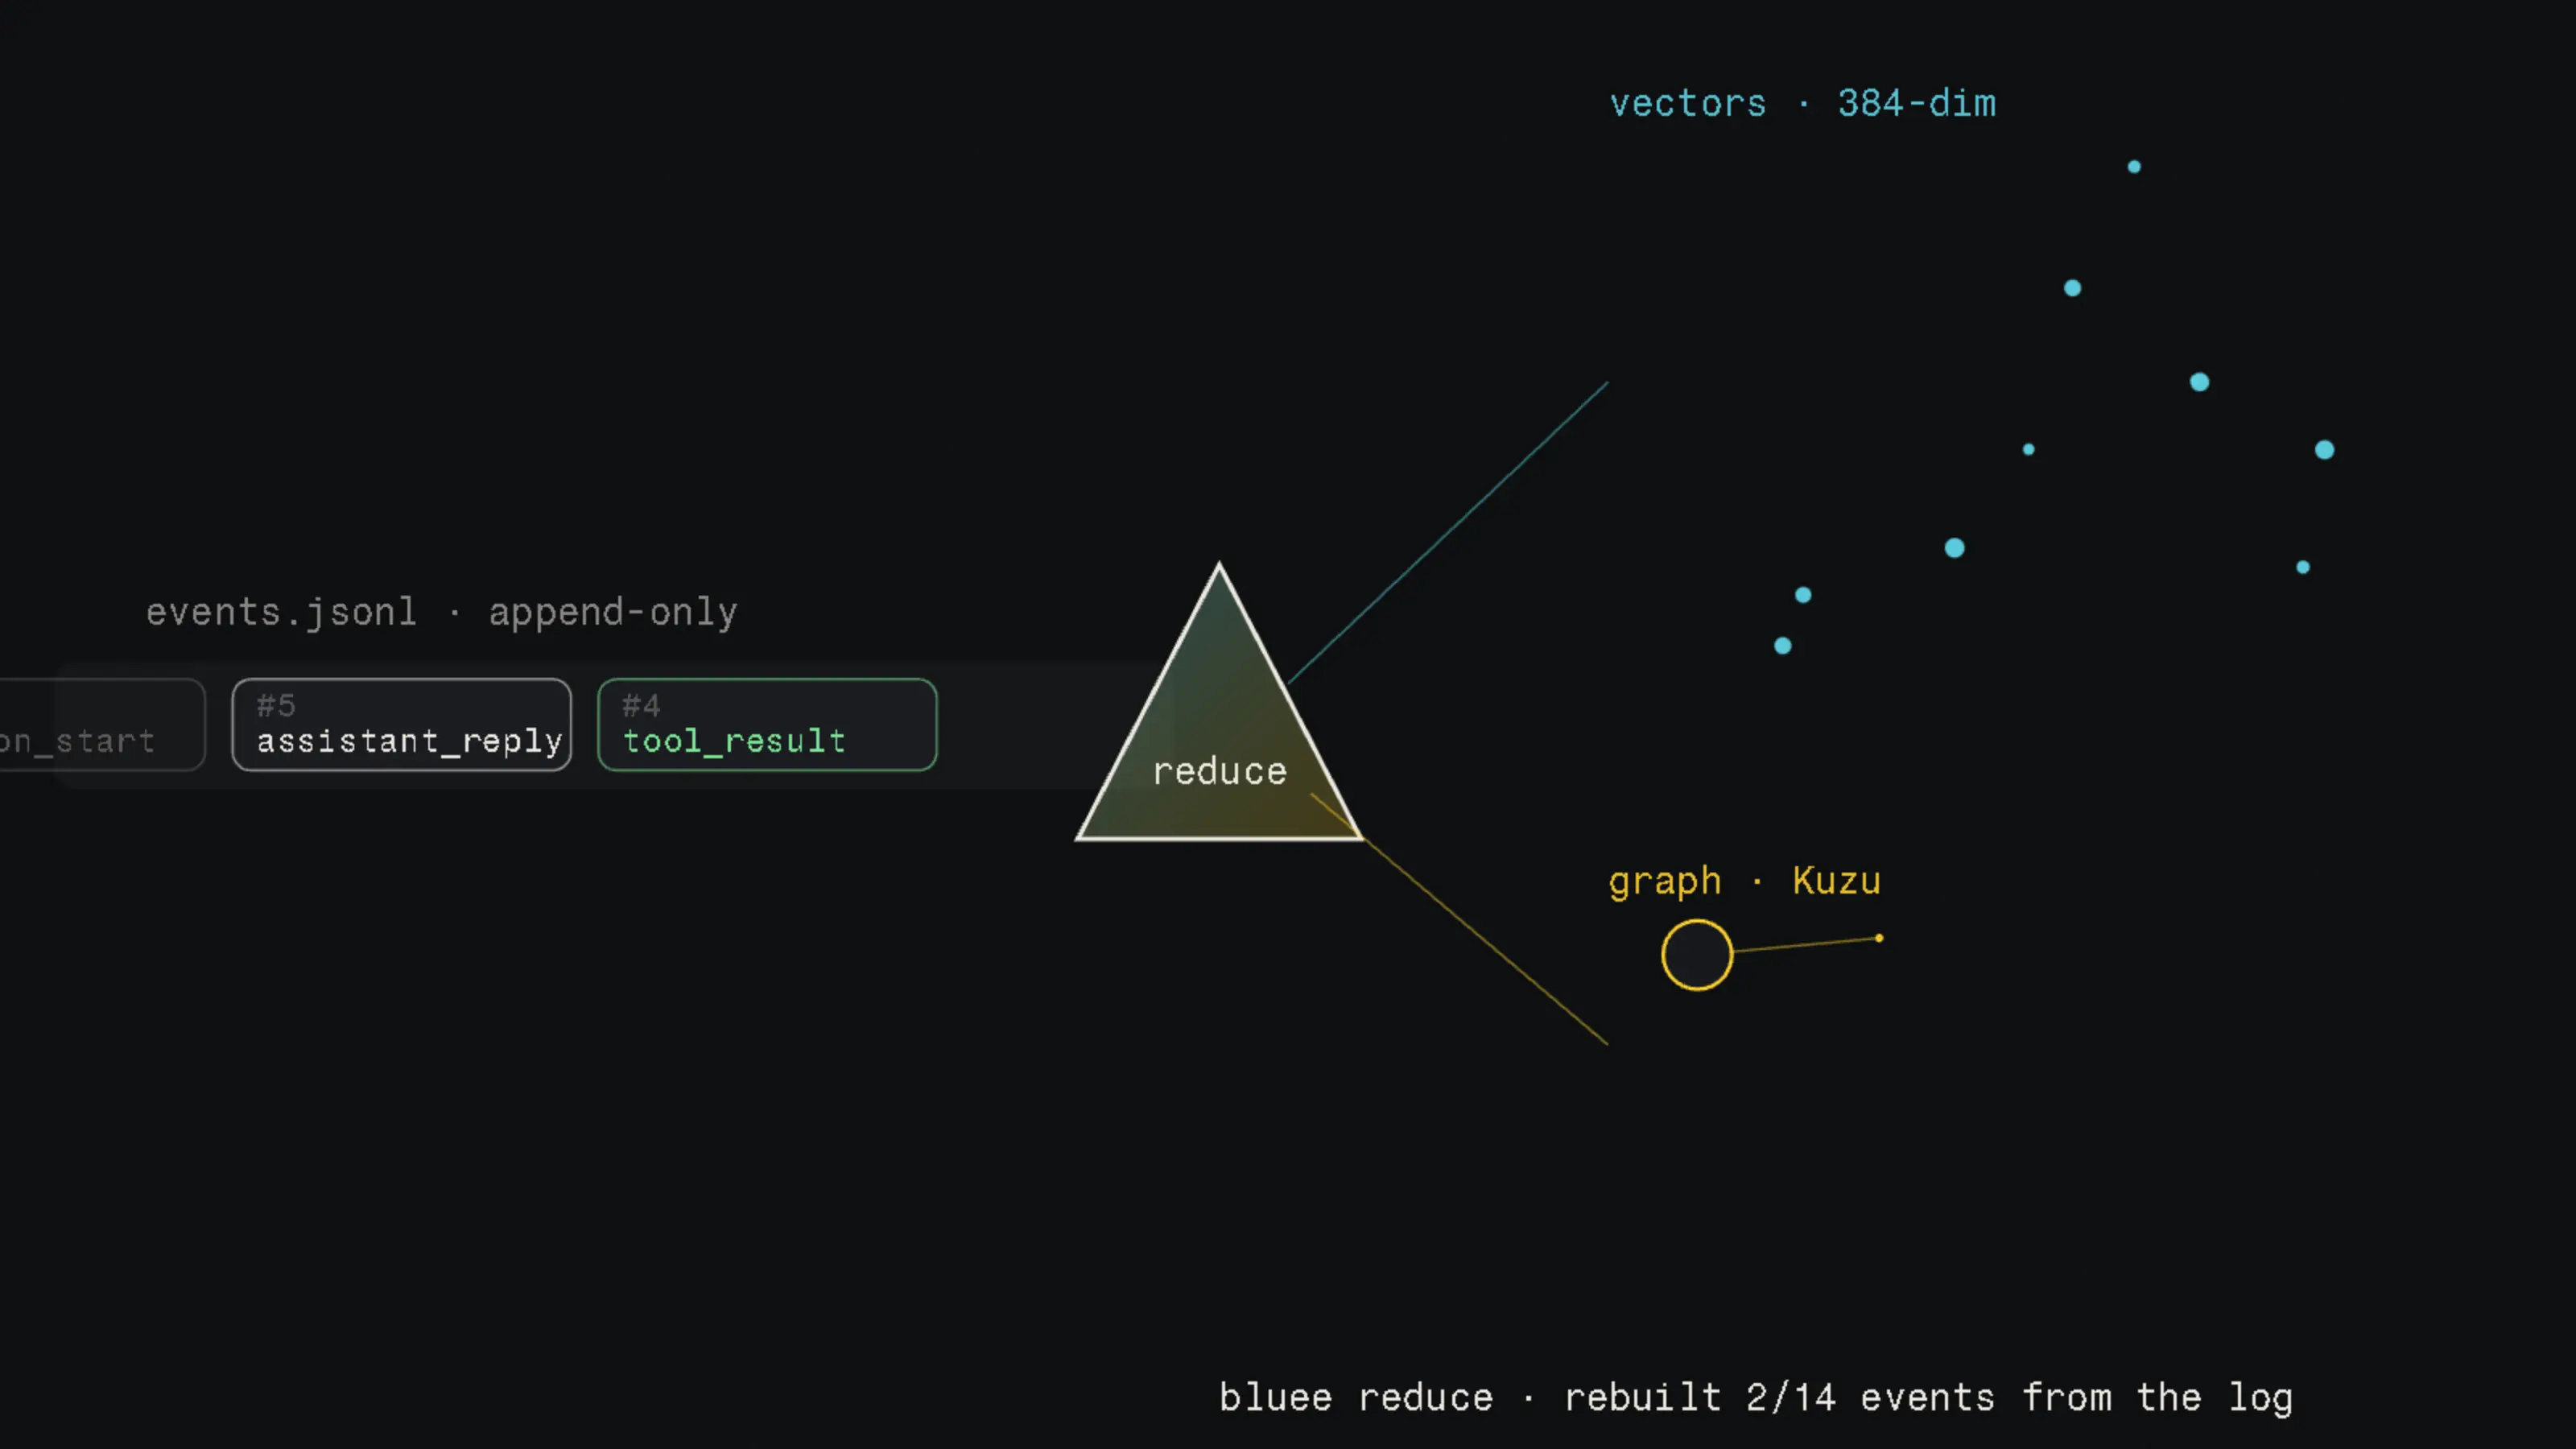 vectors · 384-dim
events.jsonl · append-only
on_start
#5
assistant_reply
#4
tool_result
reduce
graph · Kuzu
bluee reduce · rebuilt 2/14 events from the log